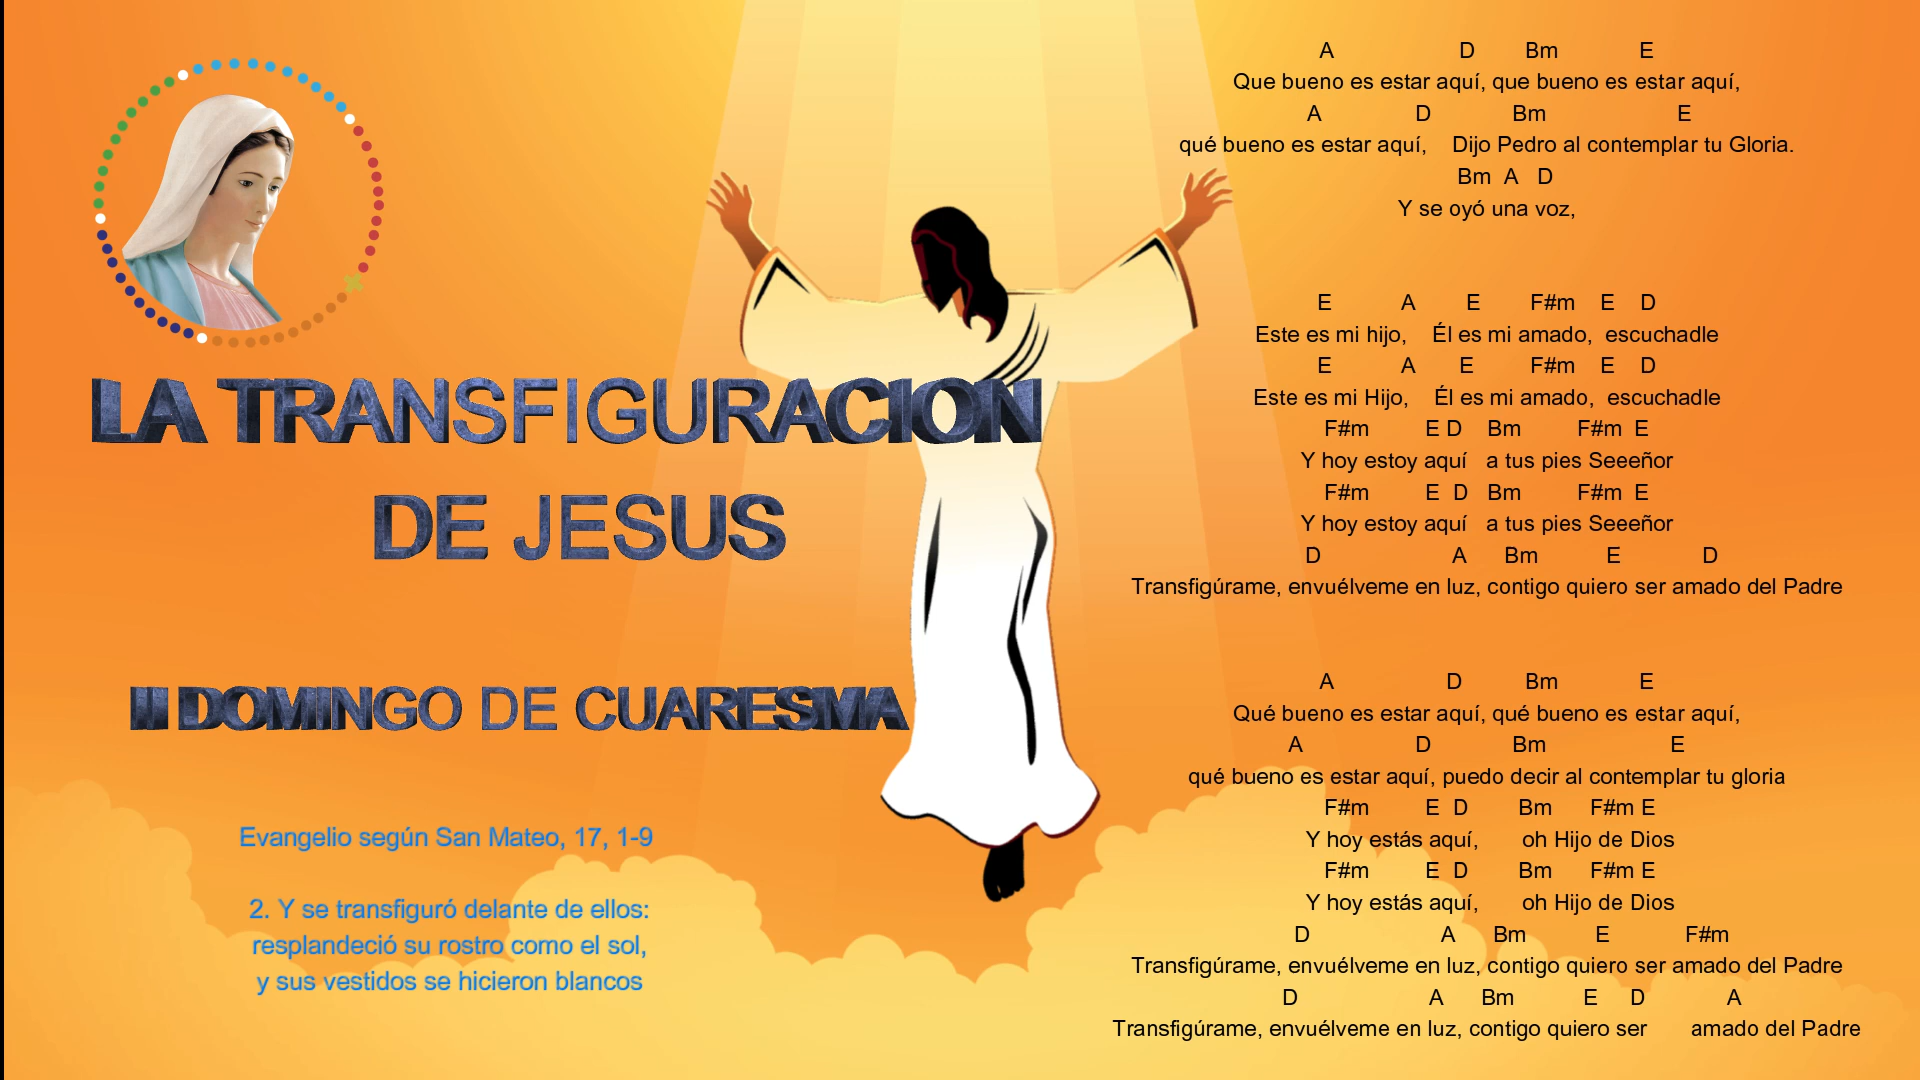 LA TRANSFIGURACION
DE JESUS
II DOMINGO DE CUARESMA
Evangelio según San Mateo, 17, 1-9
2. Y se transfiguró delante de ellos:
resplandeció su rostro como el sol,
y sus vestidos se hicieron blancos
A D Bm E
Que bueno es estar aquí, que bueno es estar aquí,
A D Bm E
qué bueno es estar aquí, Dijo Pedro al contemplar tu Gloria.
Bm A D
Y se oyó una voz,
E A E F#m E D
Este es mi hijo, Él es mi amado, escuchadle
E A E F#m E D
Este es mi Hijo, Él es mi amado, escuchadle
F#m E D Bm F#m E
Y hoy estoy aquí a tus pies Seeeñor
F#m E D Bm F#m E
Y hoy estoy aquí a tus pies Seeeñor
D A Bm E D
Transfigúrame, envuélveme en luz, contigo quiero ser amado del Padre
A D Bm E
Qué bueno es estar aquí, qué bueno es estar aquí,
A D Bm E
qué bueno es estar aquí, puedo decir al contemplar tu gloria
F#m E D Bm F#m E
Y hoy estás aquí, oh Hijo de Dios
F#m E D Bm F#m E
Y hoy estás aquí, oh Hijo de Dios
D A Bm E F#m
Transfigúrame, envuélveme en luz, contigo quiero ser amado del Padre
D A Bm E D A
Transfigúrame, envuélveme en luz, contigo quiero ser amado del Padre